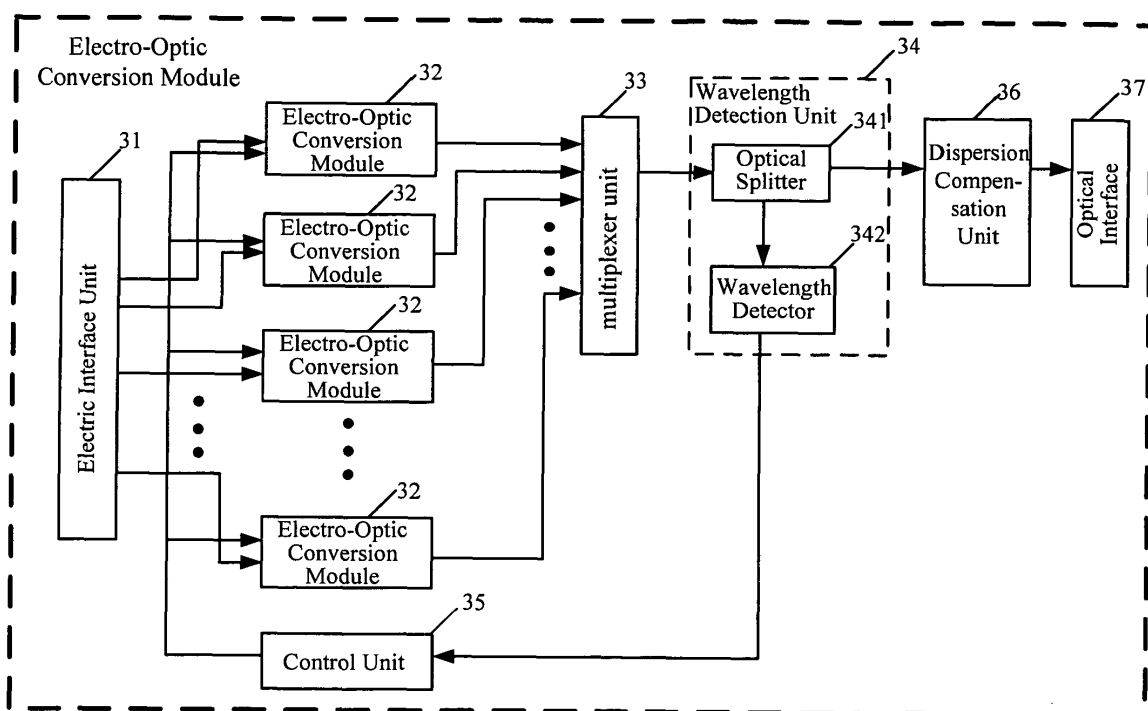 Electro-Optic
Conversion Module
31
Electric Interface Unit
32
Electro-Optic
Conversion
Module
32
Electro-Optic
Conversion
Module
32
Electro-Optic
Conversion
Module
32
Electro-Optic
Conversion
Module
33
multiplexer unit
34
Wavelength
Detection Unit
341
Optical
Splitter
342
Wavelength
Detector
35
Control Unit
36
Dispersion
Compen-
sation
Unit
37
Optical
Interface